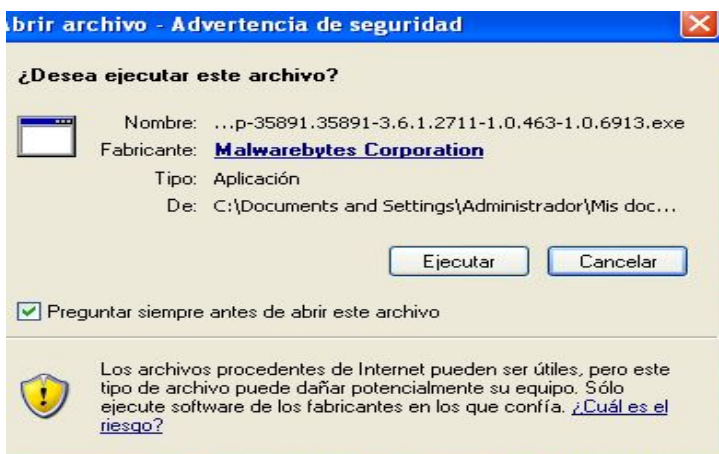 brir archivo - Advertencia de seguridad
¿Desea ejecutar este archivo?
Nombre: ...p-35891.35891-3.6.1.2711-1.0.463-1.0.6913.exe
Fabricante: Malwarebytes Corporation
Tipo: Aplicación
De: C:\Documents and Settings\Administrador\Mis doc...
Ejecutar Cancelar
Preguntar siempre antes de abrir este archivo
Los archivos procedentes de Internet pueden ser útiles, pero este
tipo de archivo puede dañar potencialmente su equipo. Sólo
ejecute software de los fabricantes en los que confía. ¿Cuál es el
riesgo?